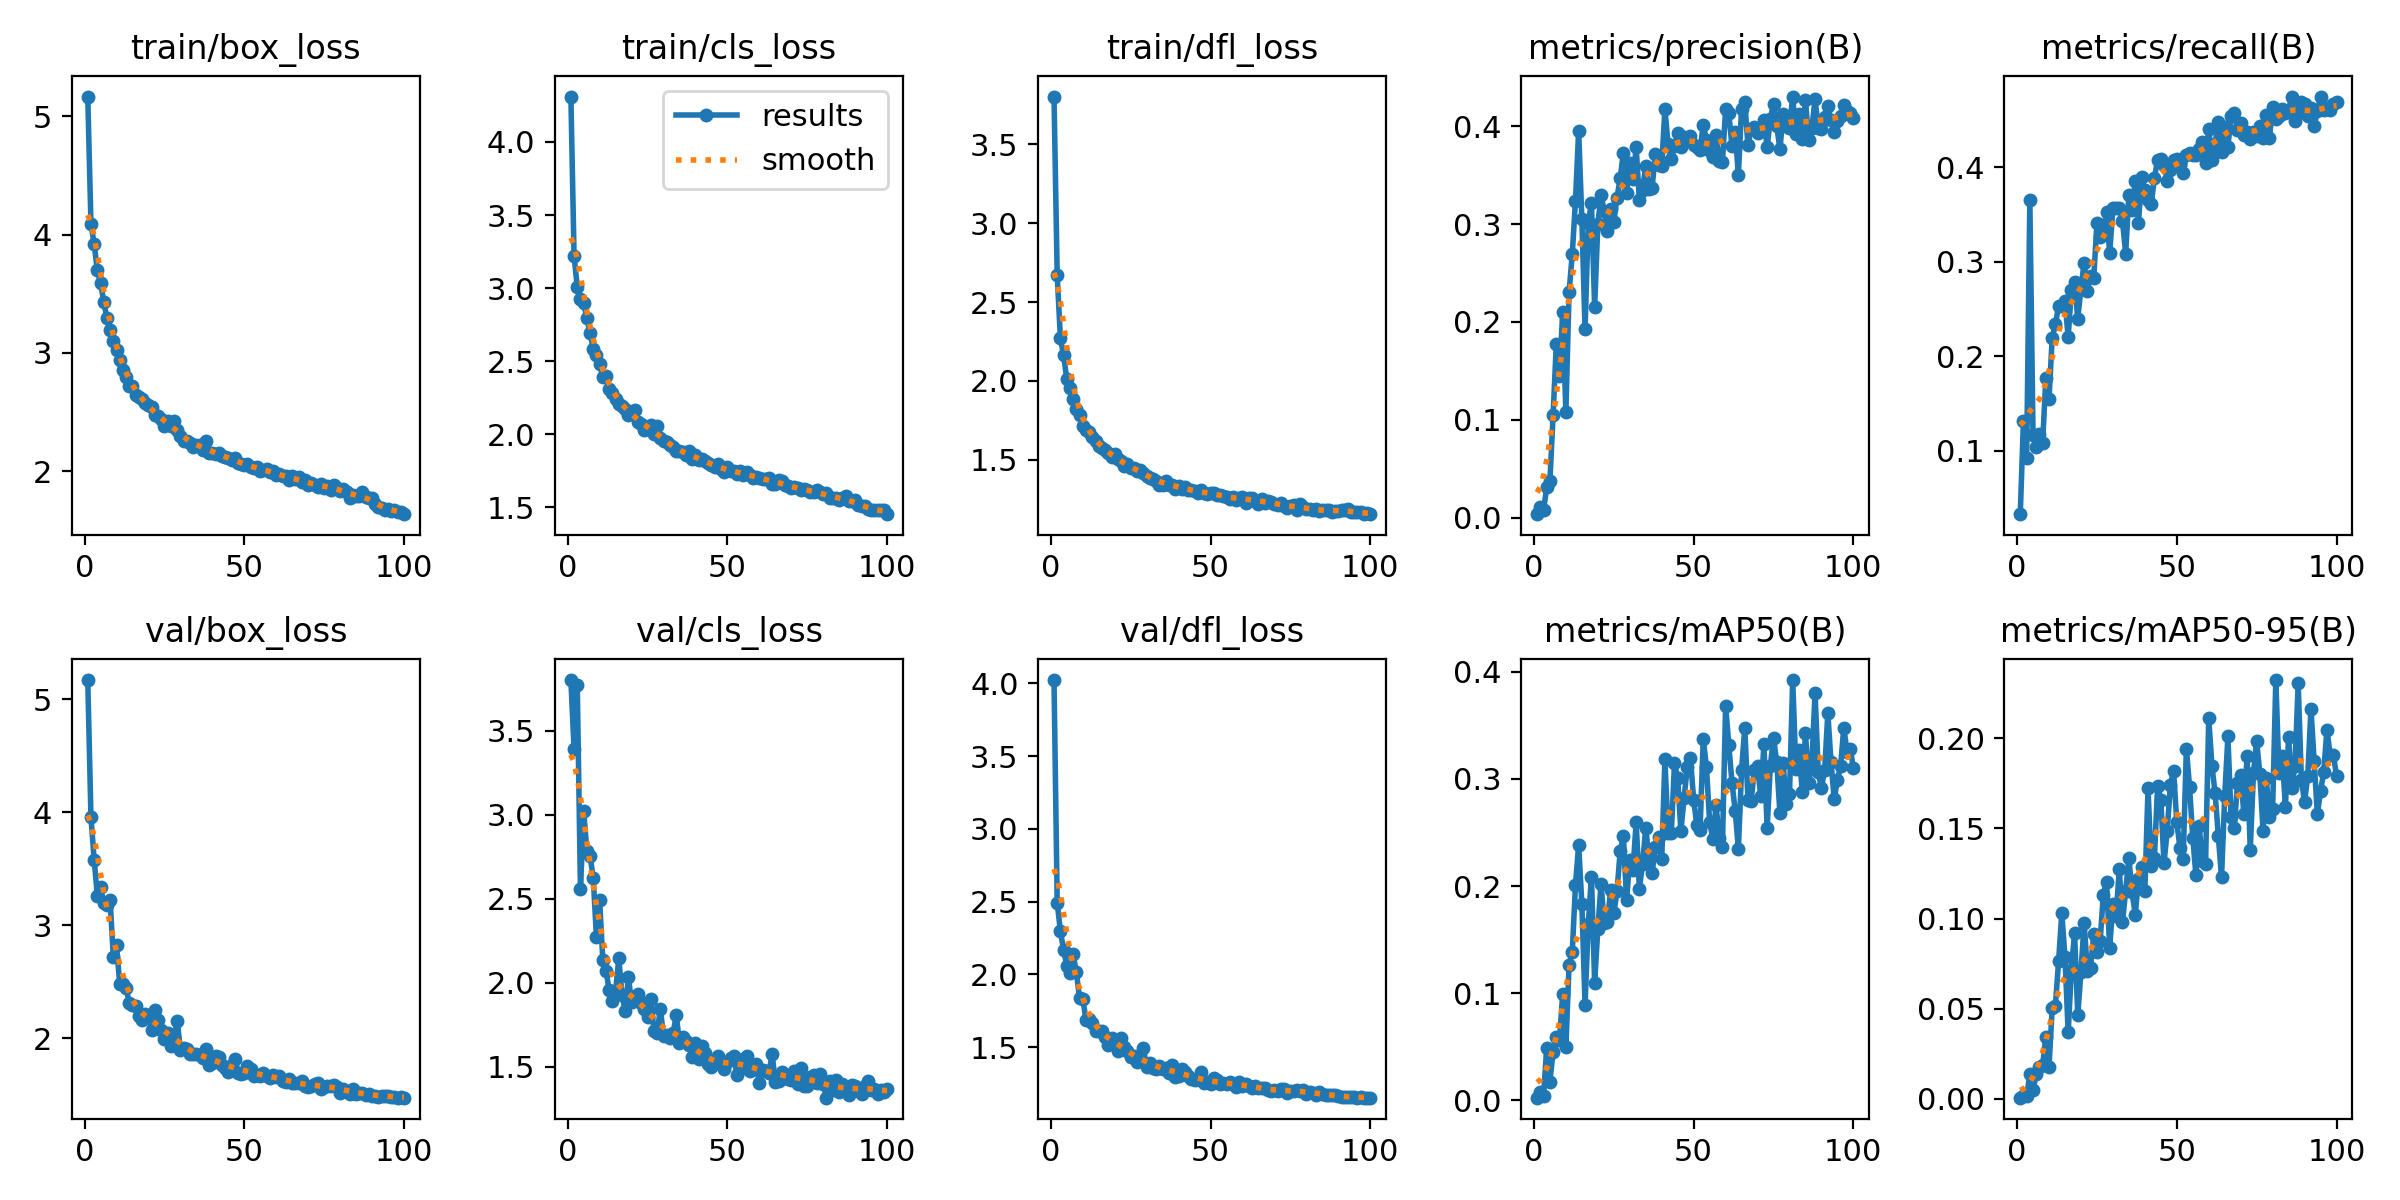 train/box_loss
train/cls_loss
train/dfl_loss
metrics/precision(B)
metrics/recall(B)
5
4
3
2
0 50 100
results
smooth
4.0
3.5
3.0
2.5
2.0
1.5
0 50 100
3.5
3.0
2.5
2.0
1.5
0 50 100
0.4
0.3
0.2
0.1
0.0
0 50 100
0.4
0.3
0.2
0.1
0 50 100
val/box_loss
val/cls_loss
val/dfl_loss
metrics/mAP50(B)
metrics/mAP50-95(B)
5
4
3
2
0 50 100
3.5
3.0
2.5
2.0
1.5
0 50 100
4.0
3.5
3.0
2.5
2.0
1.5
0 50 100
0.4
0.3
0.2
0.1
0.0
0 50 100
0.20
0.15
0.10
0.05
0.00
0 50 100